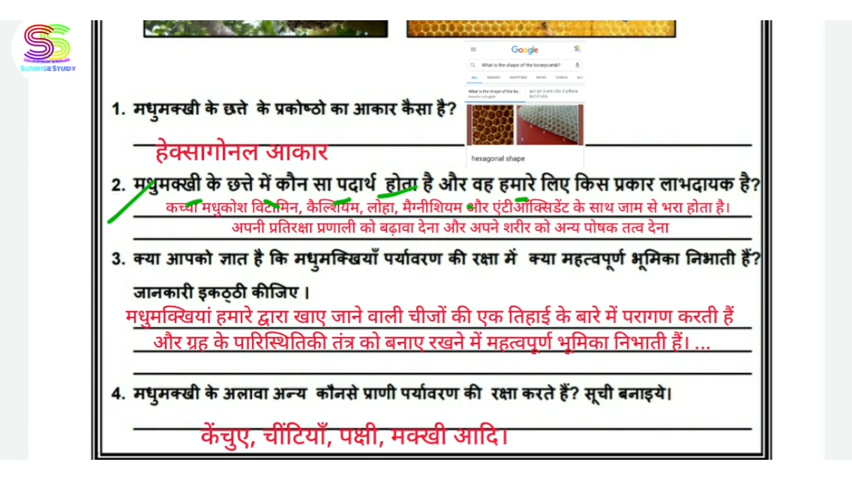 SS
SUNRISE STUDY
Google
What is the shape of the honeycomb?
ALL
hexagonal shape
1. मधुमक्खी के छत्ते के प्रकोष्ठो का आकार कैसा है?
हेक्सागोनल आकार
2. मधुमक्खी के छत्ते में कौन सा पदार्थ होता है और वह हमारे लिए किस प्रकार लाभदायक है?
कच्चा मधुकोश विटामिन, कैल्शियम, लोहा, मैग्नीशियम और एंटीऑक्सिडेंट के साथ जाम से भरा होता है।
अपनी प्रतिरक्षा प्रणाली को बढ़ावा देना और अपने शरीर को अन्य पोषक तत्व देना
3. क्या आपको ज्ञात है कि मधुमक्खियाँ पर्यावरण की रक्षा में क्या महत्वपूर्ण भूमिका निभाती हैं?
जानकारी इकठ्ठी कीजिए ।
मधुमक्खियां हमारे द्वारा खाए जाने वाली चीजों की एक तिहाई के बारे में परागण करती हैं
और ग्रह के पारिस्थितिकी तंत्र को बनाए रखने में महत्वपूर्ण भूमिका निभाती हैं। ...
4. मधुमक्खी के अलावा अन्य कौनसे प्राणी पर्यावरण की रक्षा करते हैं? सूची बनाइये।
केंचुए, चींटियाँ, पक्षी, मक्खी आदि।